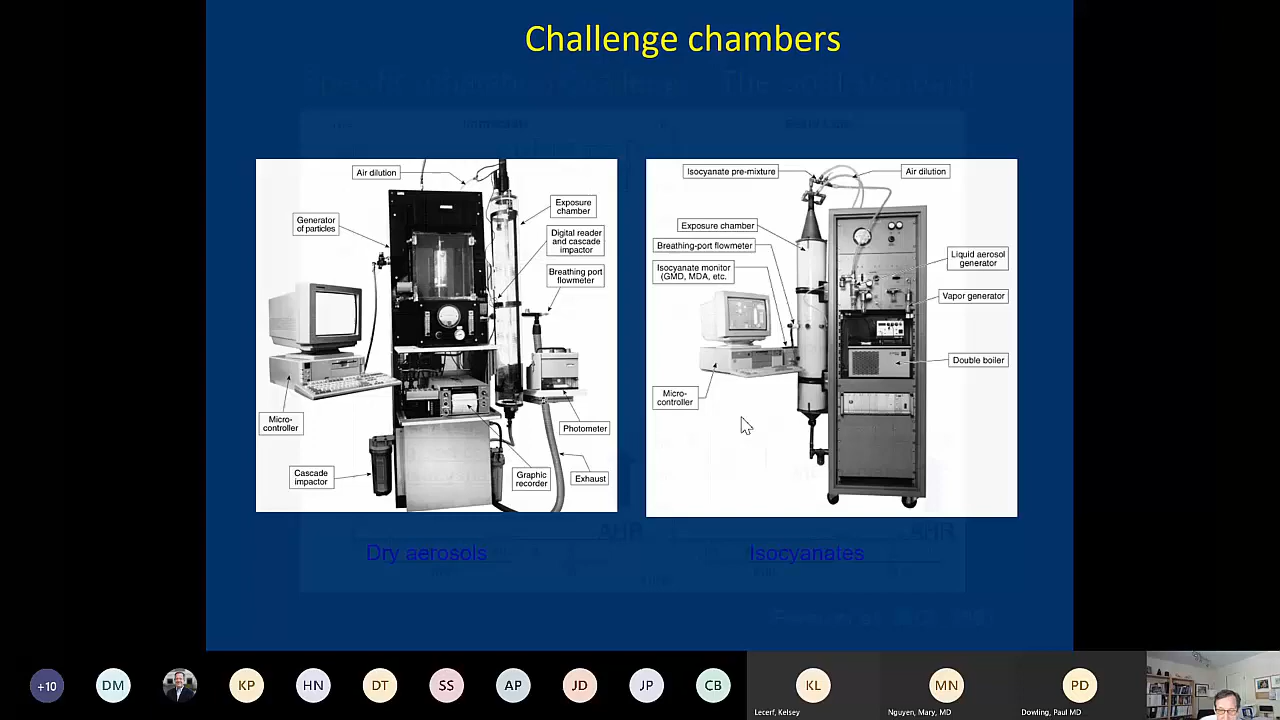 Challenge chambers
Air dilution
Exposure
chamber
Generator
of particles
Digital reader
and cascade
impactor
Breathing port
flowmeter
Micro-
controller
Photometer
Cascade
impactor
Graphic
recorder
Exhaust
Isocyanate pre-mixture
Air dilution
Exposure chamber
Breathing-port flowmeter
Isocyanate monitor
(GMD, MDA, etc.
Liquid aerosol
generator
Vapor generator
Double boiler
Micro-
controller
Dry aerosols
Isocyanates
AHR
AHR
+10
DM
KP
HN
DT
SS
AP
JD
JP
CB
KL
Lecerf, Kelsey
MN
Nguyen, Mary, MD
PD
Dowling, Paul MD